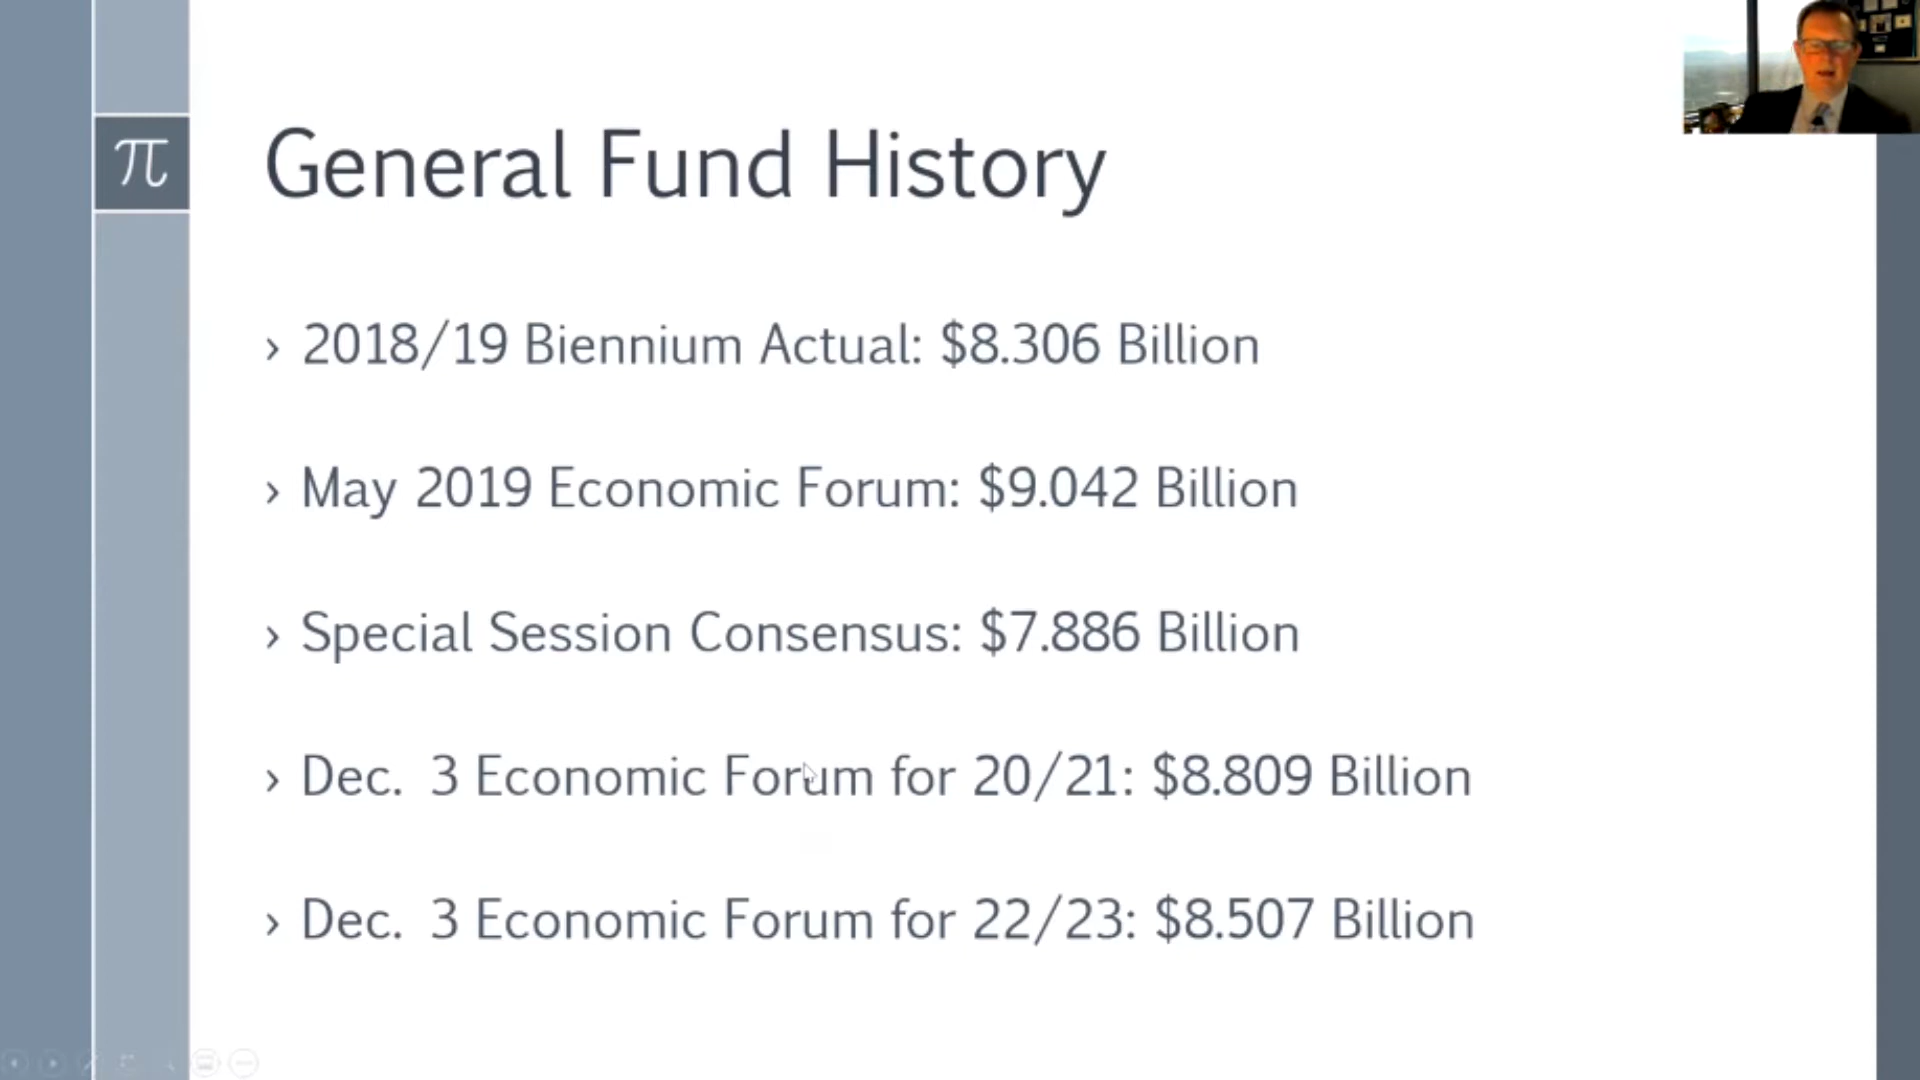 π
General Fund History
› 2018/19 Biennium Actual: $8.306 Billion
› May 2019 Economic Forum: $9.042 Billion
› Special Session Consensus: $7.886 Billion
› Dec. 3 Economic Forum for 20/21: $8.809 Billion
› Dec. 3 Economic Forum for 22/23: $8.507 Billion